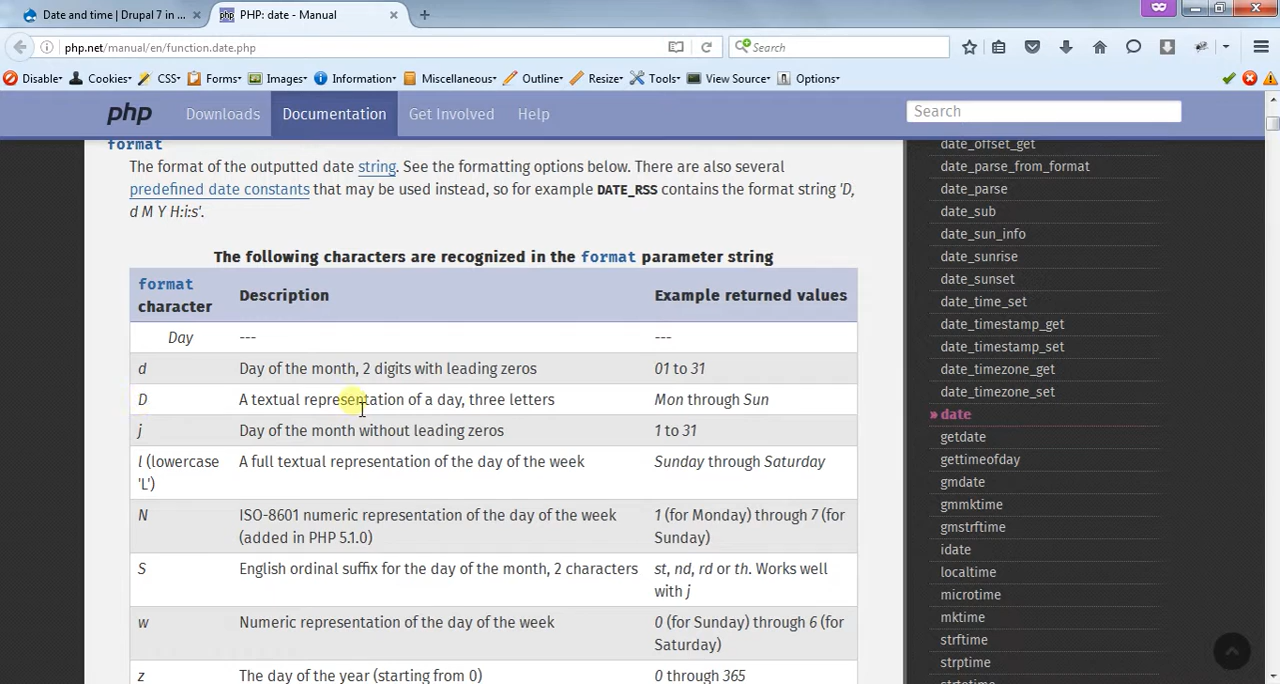 Date and time | Drupal 7 in ...
PHP: date - Manual
php.net/manual/en/function.date.php
Search
Disable
Cookies
CSS
Forms
Images
Information
Miscellaneous
Outline
Resize
Tools
View Source
Options
php
Downloads
Documentation
Get Involved
Help
Search
format
The format of the outputted date string. See the formatting options below. There are also several
predefined date constants that may be used instead, so for example DATE_RSS contains the format string 'D,
d M Y H:i:s'.
The following characters are recognized in the format parameter string
format
character
Description
Example returned values
Day
---
---
d
Day of the month, 2 digits with leading zeros
01 to 31
D
A textual representation of a day, three letters
Mon through Sun
j
Day of the month without leading zeros
1 to 31
l (lowercase
'L')
A full textual representation of the day of the week
Sunday through Saturday
N
ISO-8601 numeric representation of the day of the week
(added in PHP 5.1.0)
1 (for Monday) through 7 (for
Sunday)
S
English ordinal suffix for the day of the month, 2 characters
st, nd, rd or th. Works well
with j
w
Numeric representation of the day of the week
0 (for Sunday) through 6 (for
Saturday)
z
The day of the year (starting from 0)
0 through 365
date_offset_get
date_parse_from_format
date_parse
date_sub
date_sun_info
date_sunrise
date_sunset
date_time_set
date_timestamp_get
date_timestamp_set
date_timezone_get
date_timezone_set
» date
getdate
gettimeofday
gmdate
gmmktime
gmstrftime
idate
localtime
microtime
mktime
strftime
strptime